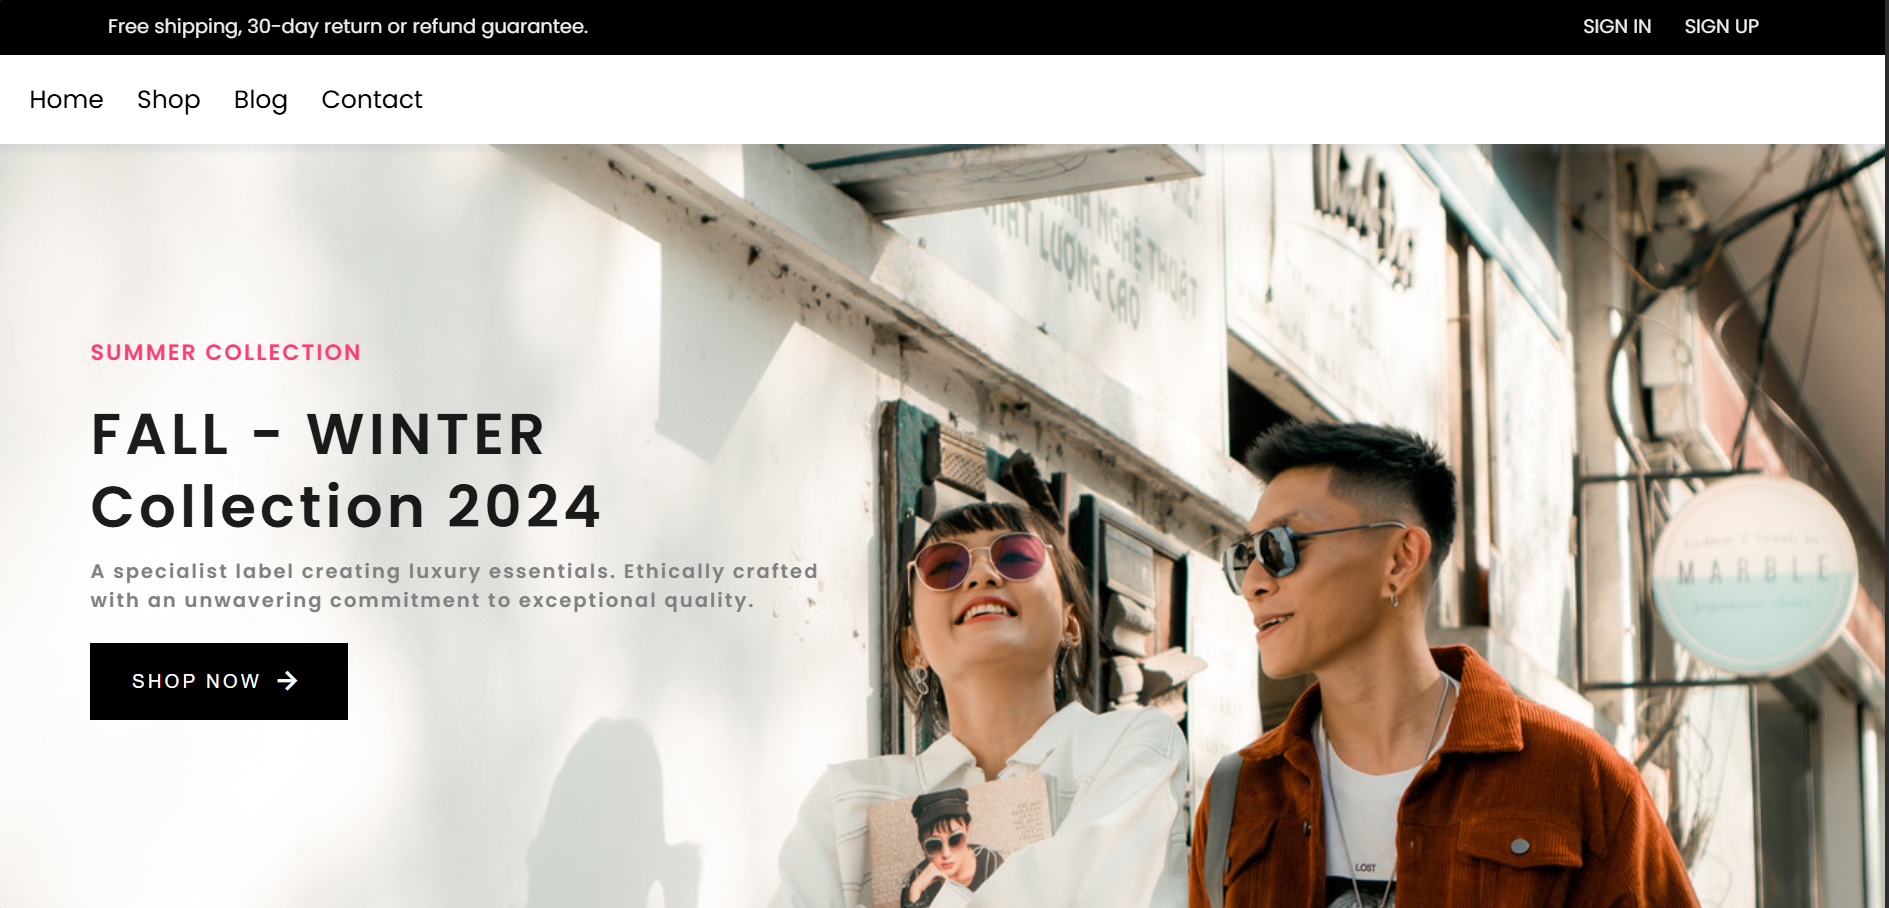 Free shipping, 30-day return or refund guarantee.
SIGN IN SIGN UP
Home Shop Blog Contact
NGHỆ THUẬT
LƯỢNG CAO
SUMMER COLLECTION
FALL - WINTER
Collection 2024
A specialist label creating luxury essentials. Ethically crafted
with an unwavering commitment to exceptional quality.
SHOP NOW
MARBLE
LOST